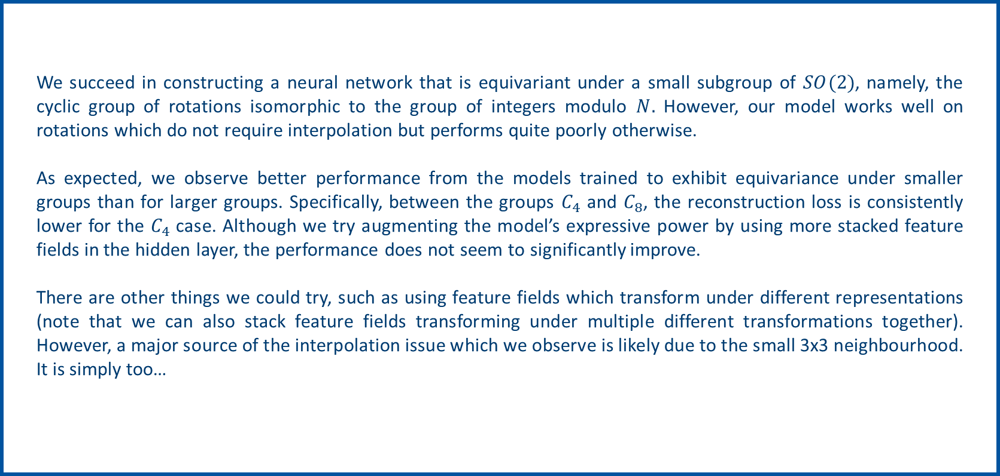 We succeed in constructing a neural network that is equivariant under a small subgroup of SO(2), namely, the
cyclic group of rotations isomorphic to the group of integers modulo N. However, our model works well on
rotations which do not require interpolation but performs quite poorly otherwise.
As expected, we observe better performance from the models trained to exhibit equivariance under smaller
groups than for larger groups. Specifically, between the groups C₄ and C₈, the reconstruction loss is consistently
lower for the C₄ case. Although we try augmenting the model’s expressive power by using more stacked feature
fields in the hidden layer, the performance does not seem to significantly improve.
There are other things we could try, such as using feature fields which transform under different representations
(note that we can also stack feature fields transforming under multiple different transformations together).
However, a major source of the interpolation issue which we observe is likely due to the small 3x3 neighbourhood.
It is simply too…